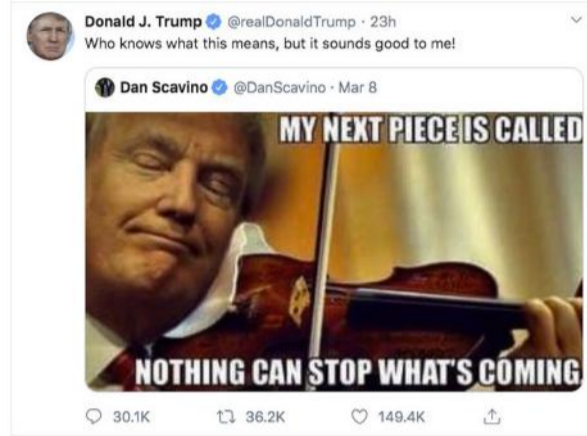 Donald J. Trump @realDonaldTrump · 23h
Who knows what this means, but it sounds good to me!
Dan Scavino @DanScavino · Mar 8
MY NEXT PIECE IS CALLED
NOTHING CAN STOP WHAT'S COMING
30.1K 36.2K 149.4K